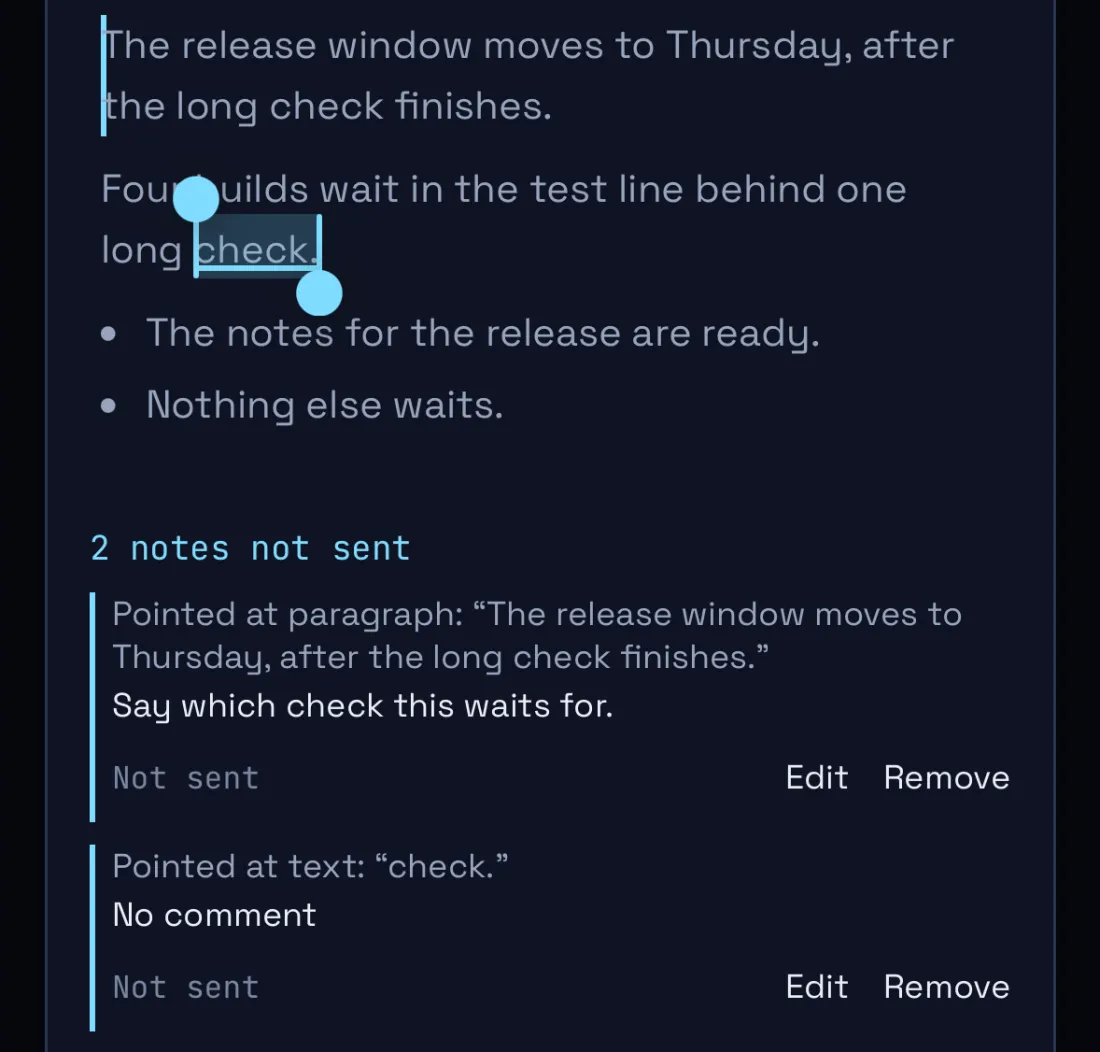 The release window moves to Thursday, after
the long check finishes.
Four builds wait in the test line behind one
long check.
• The notes for the release are ready.
• Nothing else waits.
2 notes not sent
Pointed at paragraph: “The release window moves to
Thursday, after the long check finishes.”
Say which check this waits for.
Not sent Edit Remove
Pointed at text: “check.”
No comment
Not sent Edit Remove